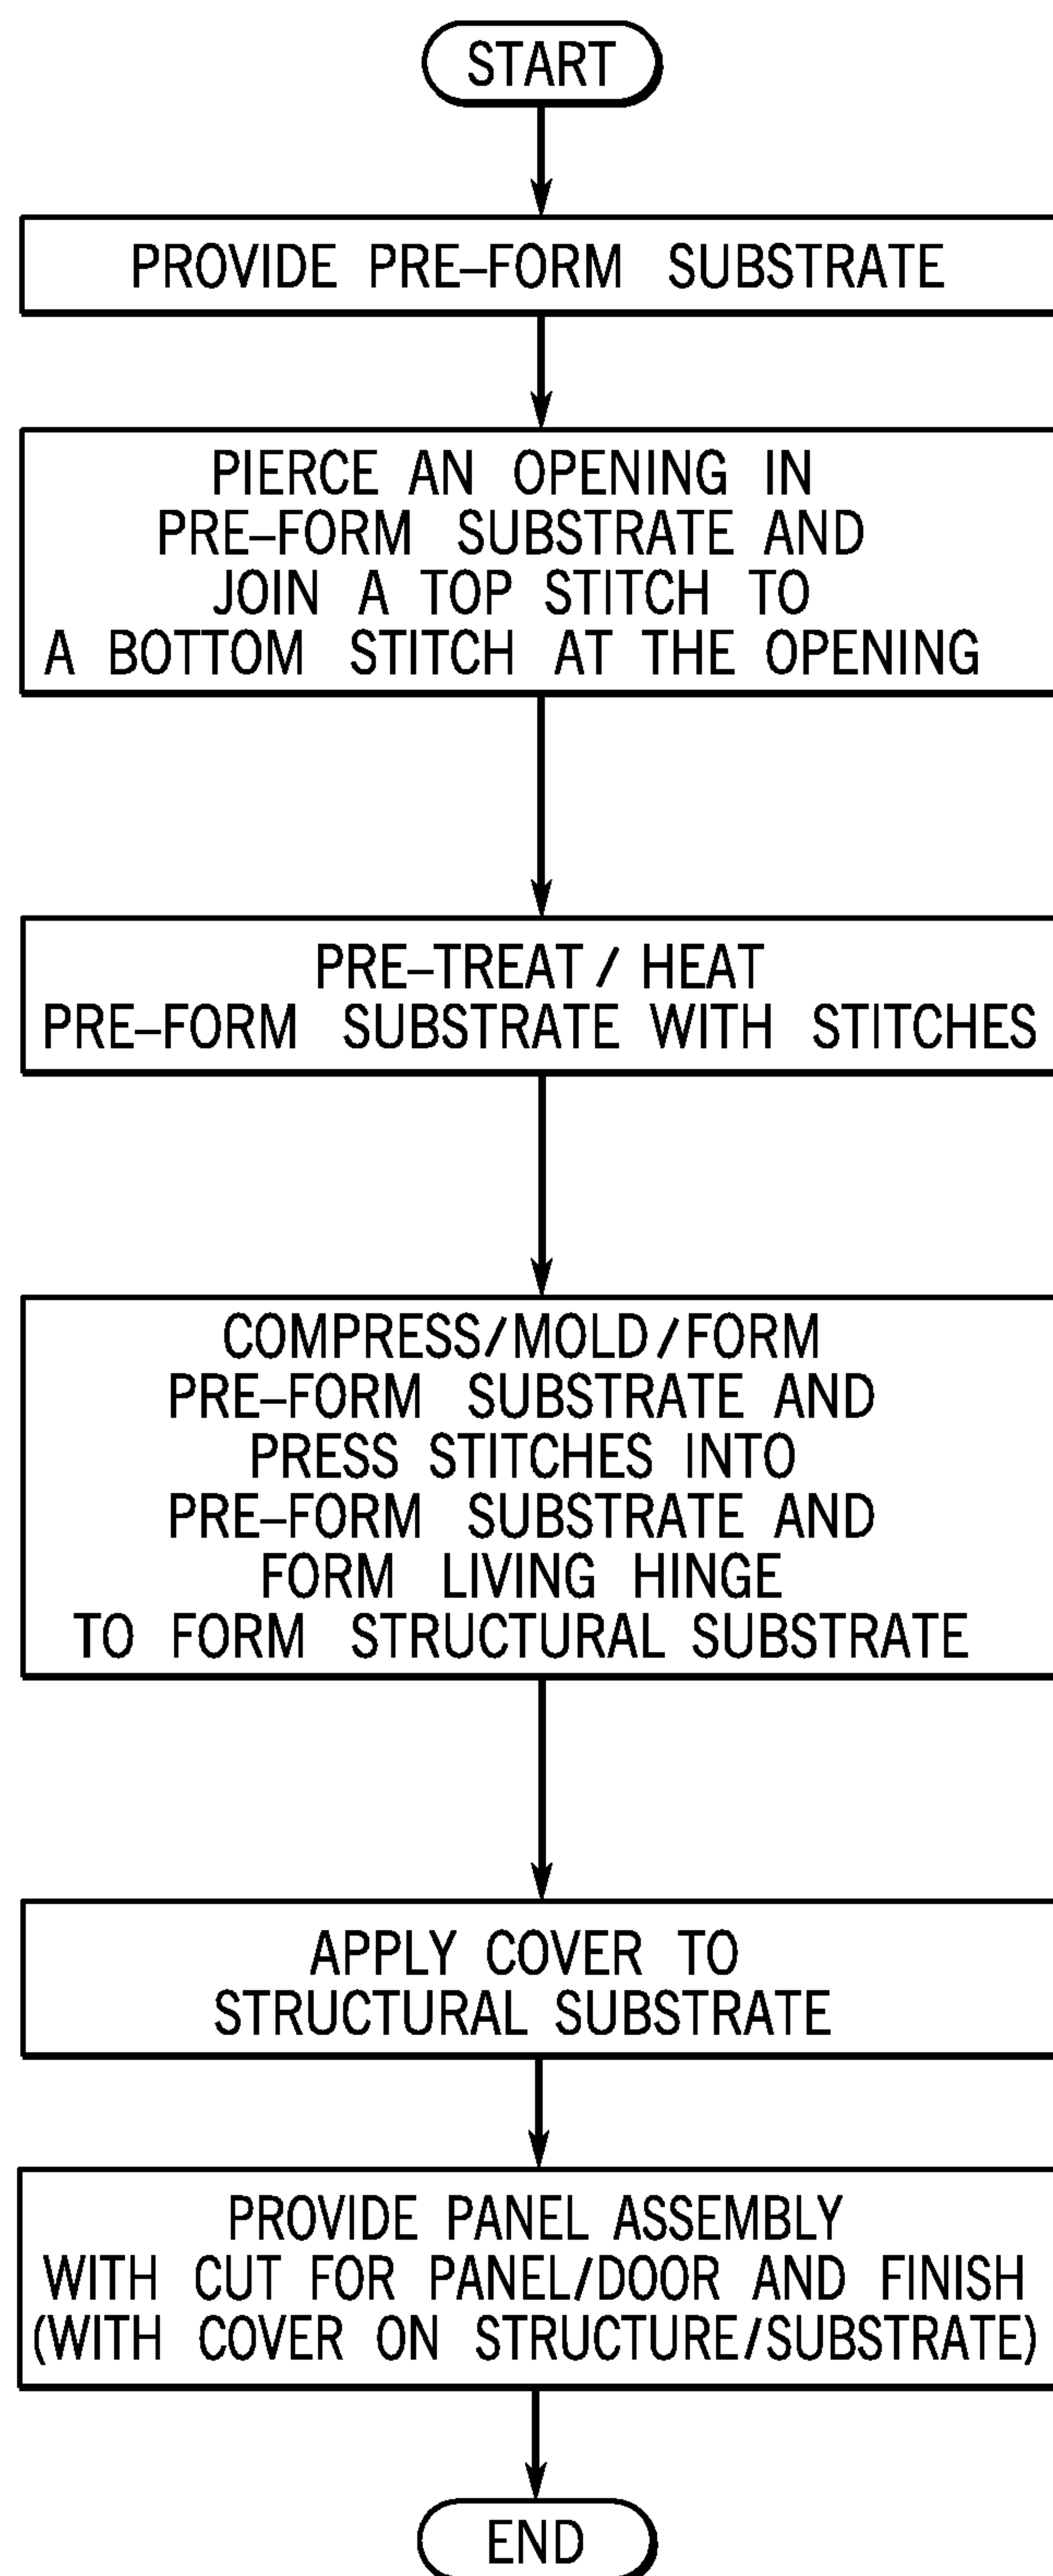 START
PROVIDE PRE–FORM SUBSTRATE
PIERCE AN OPENING IN
PRE–FORM SUBSTRATE AND
JOIN A TOP STITCH TO
A BOTTOM STITCH AT THE OPENING
PRE–TREAT / HEAT
PRE–FORM SUBSTRATE WITH STITCHES
COMPRESS/MOLD/FORM
PRE–FORM SUBSTRATE AND
PRESS STITCHES INTO
PRE–FORM SUBSTRATE AND
FORM LIVING HINGE
TO FORM STRUCTURAL SUBSTRATE
APPLY COVER TO
STRUCTURAL SUBSTRATE
PROVIDE PANEL ASSEMBLY
WITH CUT FOR PANEL/DOOR AND FINISH
(WITH COVER ON STRUCTURE/SUBSTRATE)
END